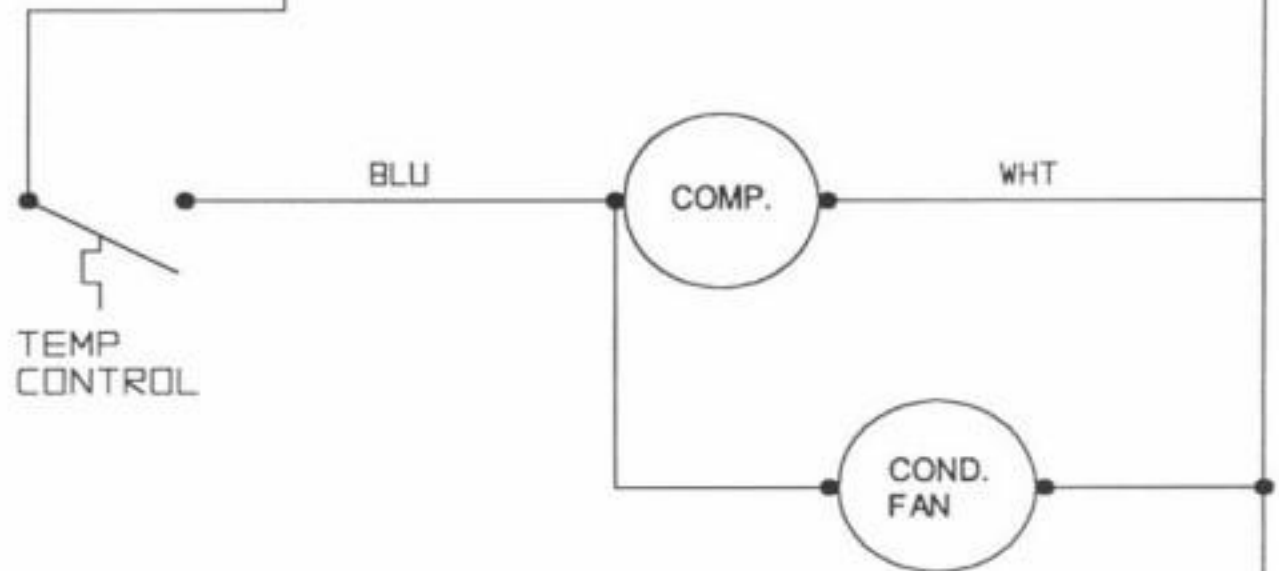 BLU
COMP.
WHT
TEMP
CONTROL
COND.
FAN